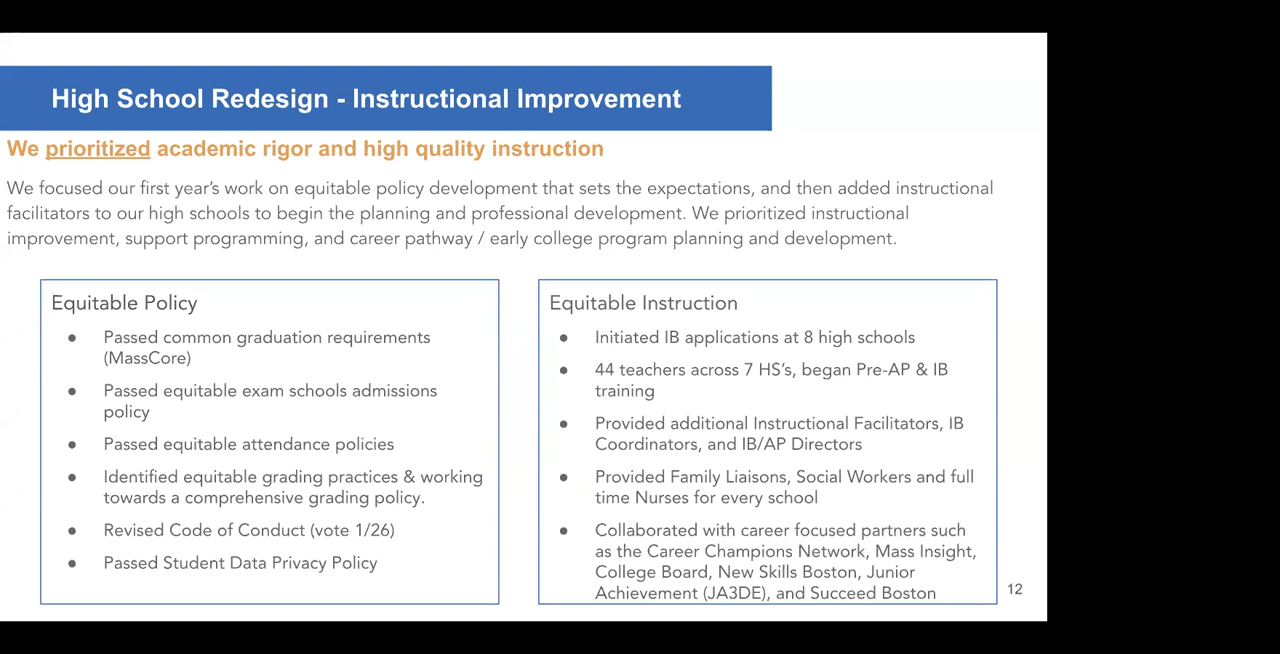 High School Redesign - Instructional Improvement
We prioritized academic rigor and high quality instruction
We focused our first year's work on equitable policy development that sets the expectations, and then added instructional
facilitators to our high schools to begin the planning and professional development. We prioritized instructional
improvement, support programming, and career pathway / early college program planning and development.
Equitable Policy
● Passed common graduation requirements
(MassCore)
● Passed equitable exam schools admissions
policy
● Passed equitable attendance policies
● Identified equitable grading practices & working
towards a comprehensive grading policy.
● Revised Code of Conduct (vote 1/26)
● Passed Student Data Privacy Policy
Equitable Instruction
● Initiated IB applications at 8 high schools
● 44 teachers across 7 HS's, began Pre-AP & IB
training
● Provided additional Instructional Facilitators, IB
Coordinators, and IB/AP Directors
● Provided Family Liaisons, Social Workers and full
time Nurses for every school
● Collaborated with career focused partners such
as the Career Champions Network, Mass Insight,
College Board, New Skills Boston, Junior
Achievement (JA3DE), and Succeed Boston
12